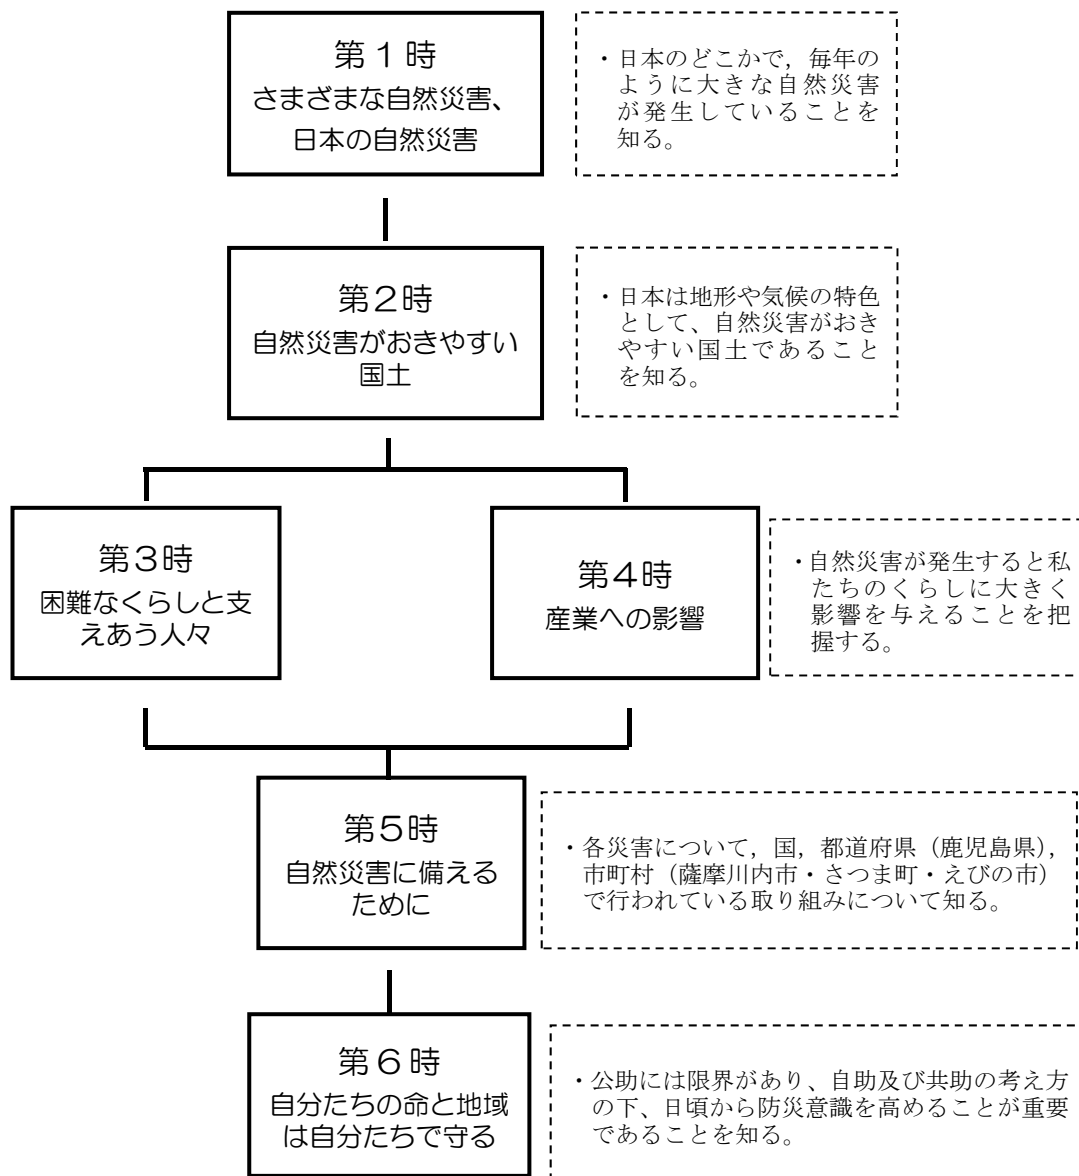 第１時
さまざまな自然災害、
日本の自然災害
・日本のどこかで，毎年の
ように大きな自然災害
が発生していることを
知る。
第２時
自然災害がおきやすい
国土
・日本は地形や気候の特色
として、自然災害がおき
やすい国土であること
を知る。
第３時
困難なくらしと支
えあう人々
第４時
産業への影響
・自然災害が発生すると私
たちのくらしに大きく
影響を与えることを把
握する。
第５時
自然災害に備える
ために
・各災害について，国，都道府県（鹿児島県），
市町村（薩摩川内市・さつま町・えびの市）
で行われている取り組みについて知る。
第６時
自分たちの命と地域
は自分たちで守る
・公助には限界があり、自助及び共助の考え方
の下、日頃から防災意識を高めることが重要
であることを知る。